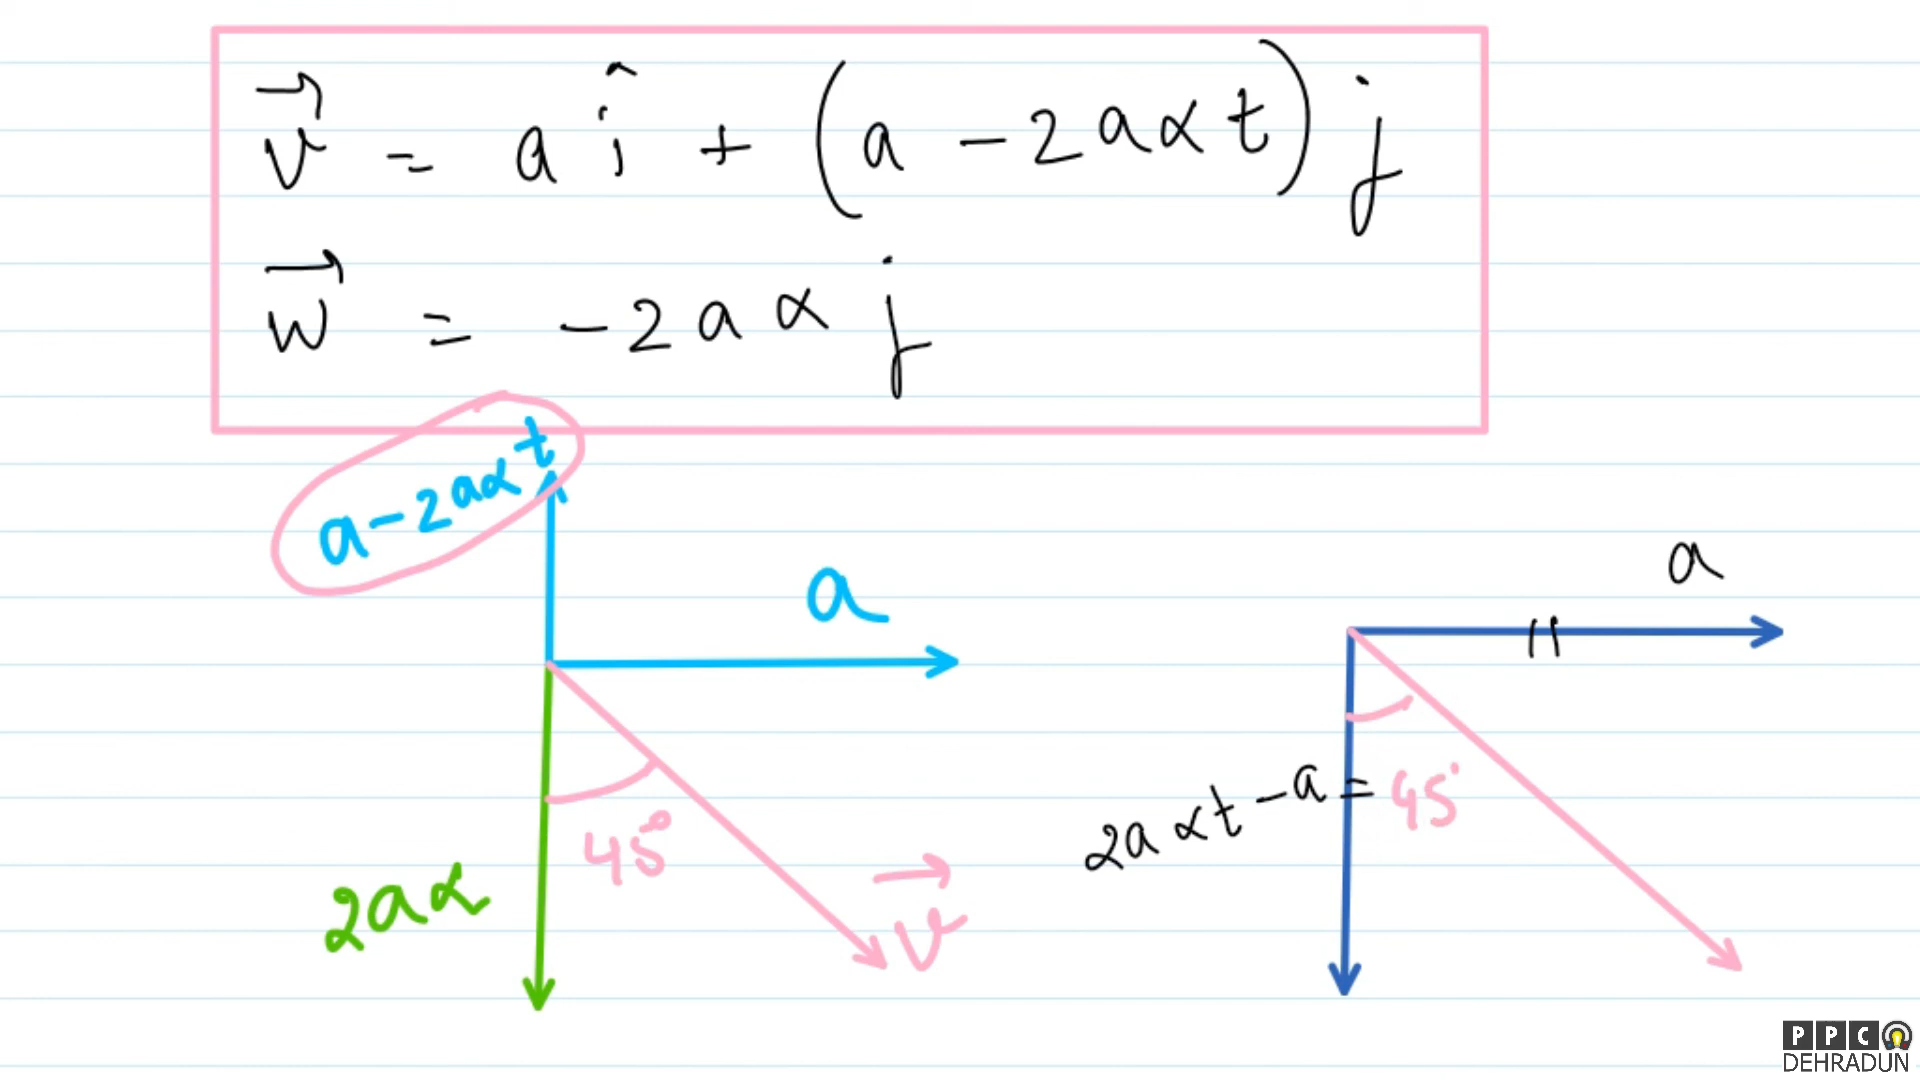 v⃗ = a î + (a − 2aαt) j
w⃗ = −2aα j
a−2aαt
a
a
2aαt−a =
45°
45°
2aα
v⃗
PPC
DEHRADUN